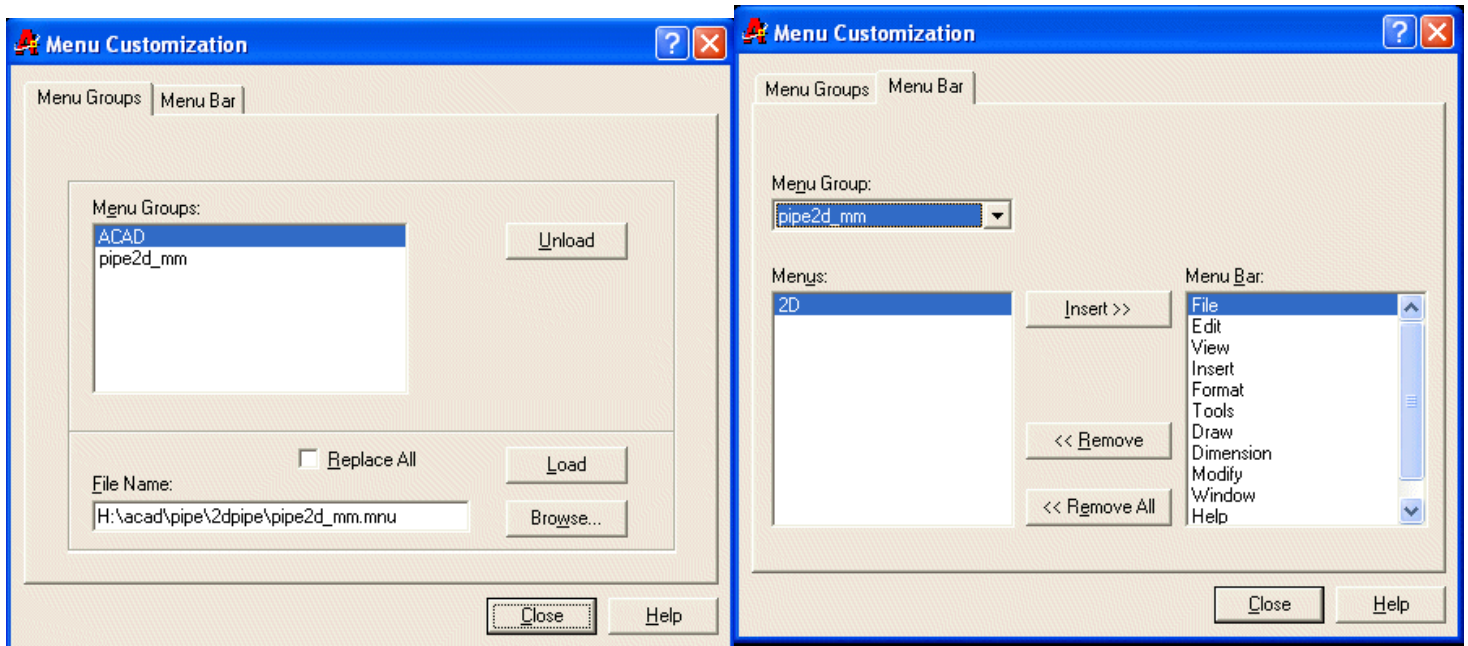 Menu Customization
Menu Groups
Menu Bar
Menu Groups:
ACAD
pipe2d_mm
Unload
Replace All
Load
File Name:
H:\acad\pipe\2dpipe\pipe2d_mm.mnu
Browse...
Close
Help
Menu Customization
Menu Groups
Menu Bar
Menu Group:
pipe2d_mm
Menus:
2D
Insert >>
<< Remove
<< Remove All
Menu Bar:
File
Edit
View
Insert
Format
Tools
Draw
Dimension
Modify
Window
Help
Close
Help